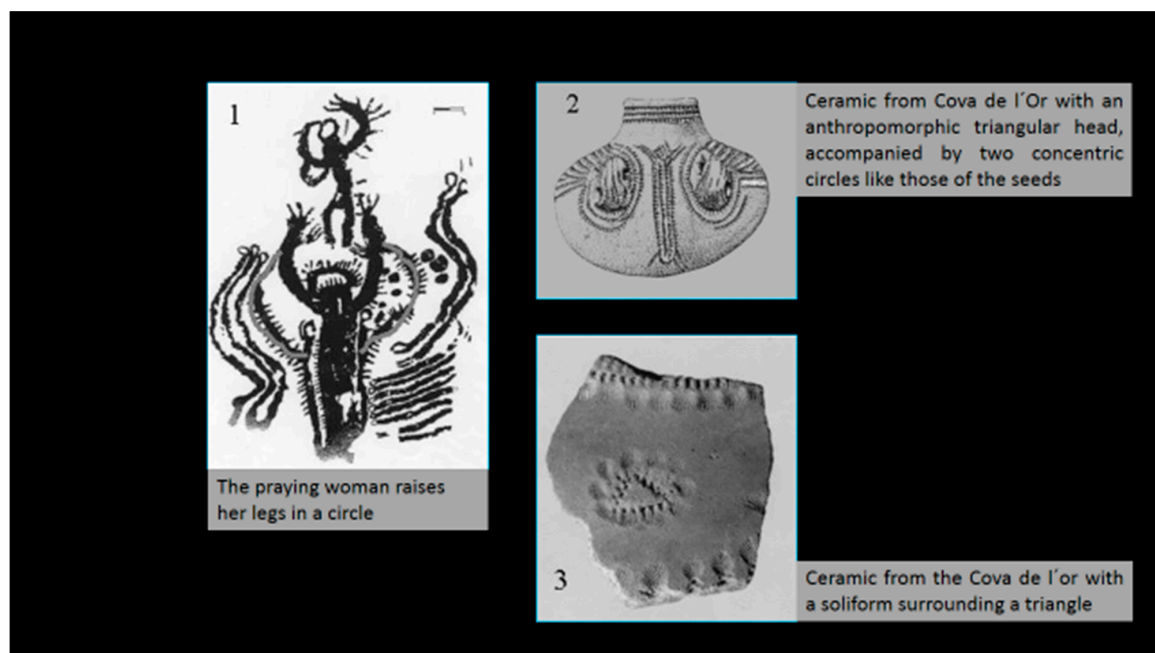 1
The praying woman raises
her legs in a circle
2
Ceramic from Cova de l´Or with an
anthropomorphic triangular head,
accompanied by two concentric
circles like those of the seeds
3
Ceramic from the Cova de l´or with
a soliform surrounding a triangle